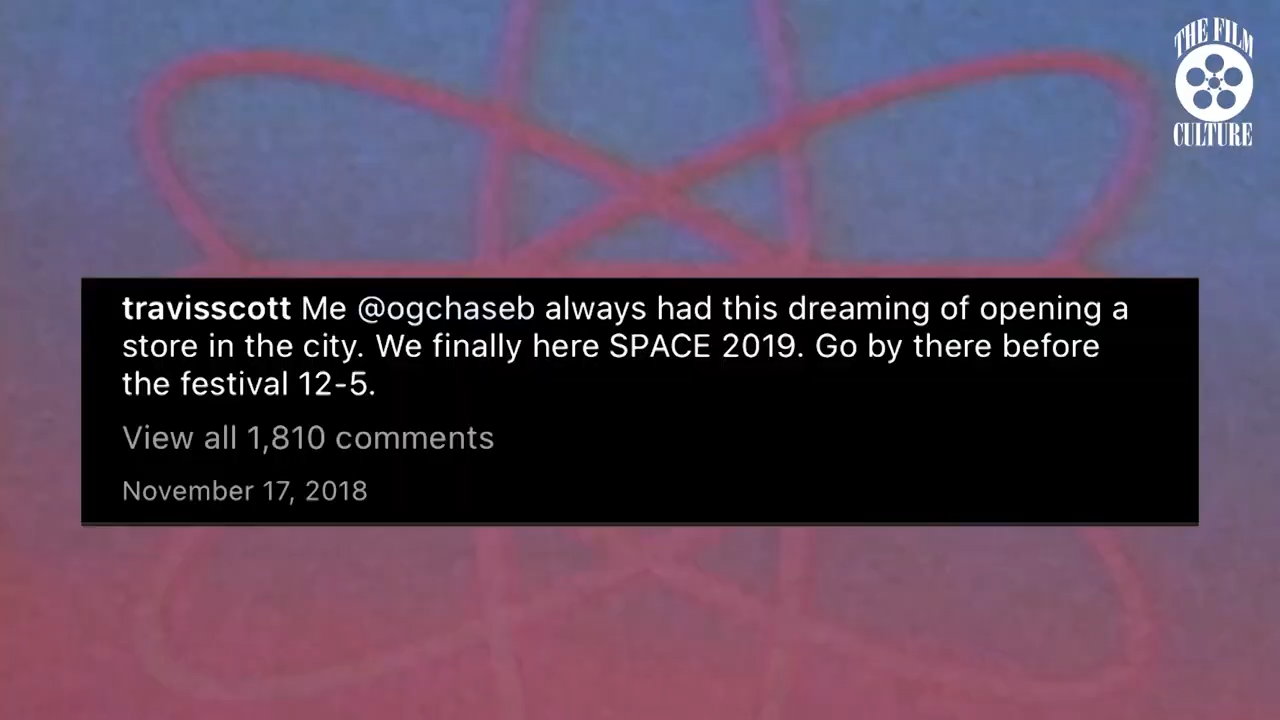 THE FILM
CULTURE
travisscott Me @ogchaseb always had this dreaming of opening a
store in the city. We finally here SPACE 2019. Go by there before
the festival 12-5.
View all 1,810 comments
November 17, 2018